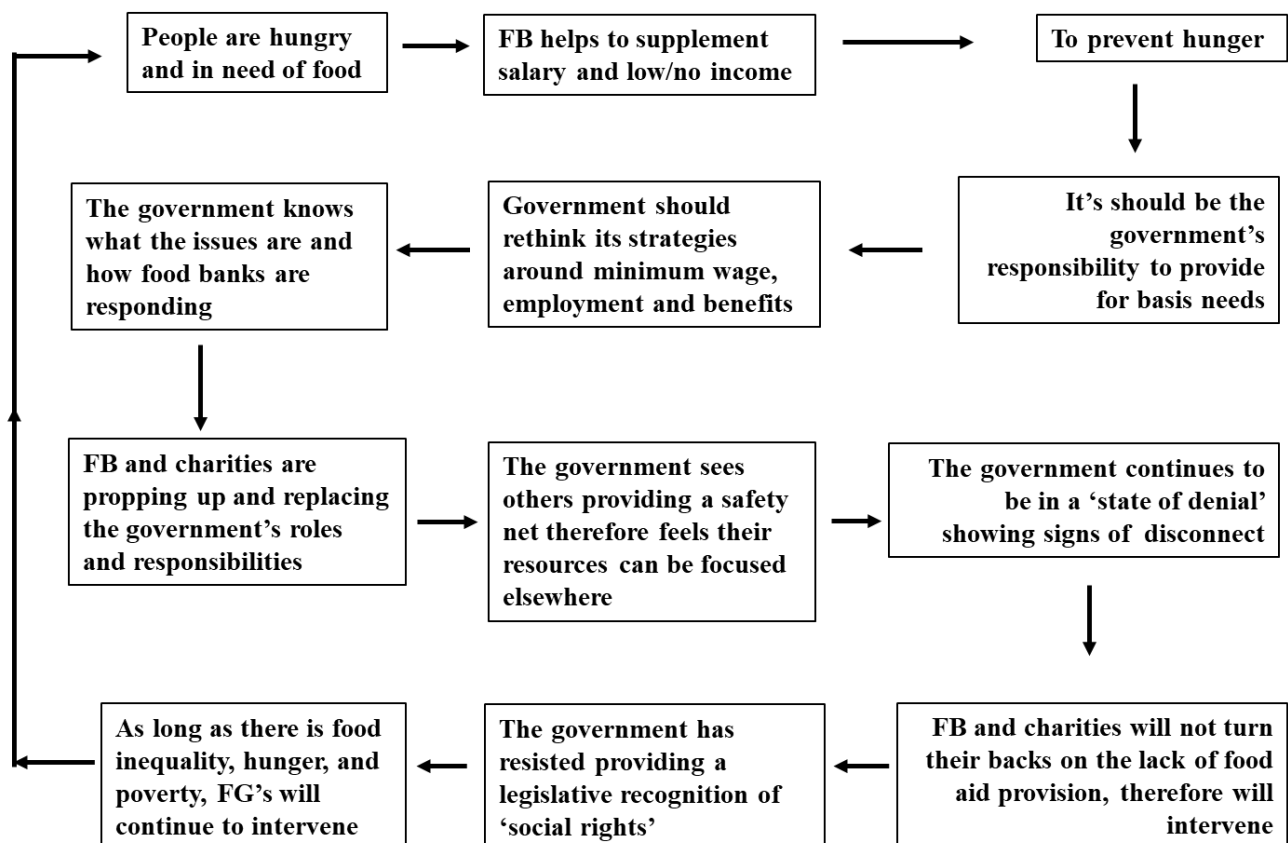 People are hungry
and in need of food
FB helps to supplement
salary and low/no income
To prevent hunger
It's should be the
government's
responsibility to provide
for basis needs
Government should
rethink its strategies
around minimum wage,
employment and benefits
The government knows
what the issues are and
how food banks are
responding
FB and charities are
propping up and replacing
the government's roles
and responsibilities
The government sees
others providing a safety
net therefore feels their
resources can be focused
elsewhere
The government continues to
be in a ‘state of denial’
showing signs of disconnect
FB and charities will not turn
their backs on the lack of food
aid provision, therefore will
intervene
The government has
resisted providing a
legislative recognition of
‘social rights’
As long as there is food
inequality, hunger, and
poverty, FG’s will
continue to intervene